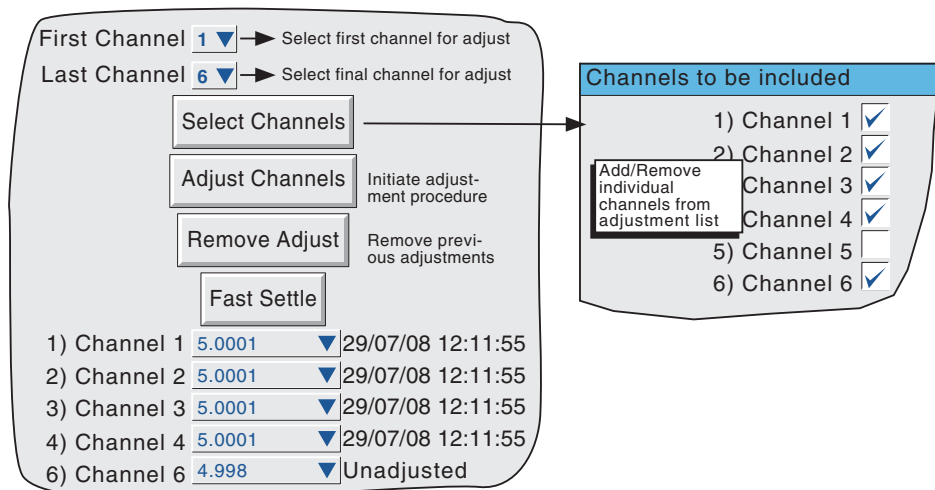 First Channel 1 Select first channel for adjust
Last Channel 6 Select final channel for adjust
Select Channels
Adjust Channels
Initiate adjust-
ment procedure
Remove Adjust
Remove previ-
ous adjustments
Fast Settle
1) Channel 1 5.0001 29/07/08 12:11:55
2) Channel 2 5.0001 29/07/08 12:11:55
3) Channel 3 5.0001 29/07/08 12:11:55
4) Channel 4 5.0001 29/07/08 12:11:55
6) Channel 6 4.998 Unadjusted
Channels to be included
1) Channel 1
2) Channel 2
Channel 3
Channel 4
5) Channel 5
6) Channel 6
Add/Remove
individual
channels from
adjustment list